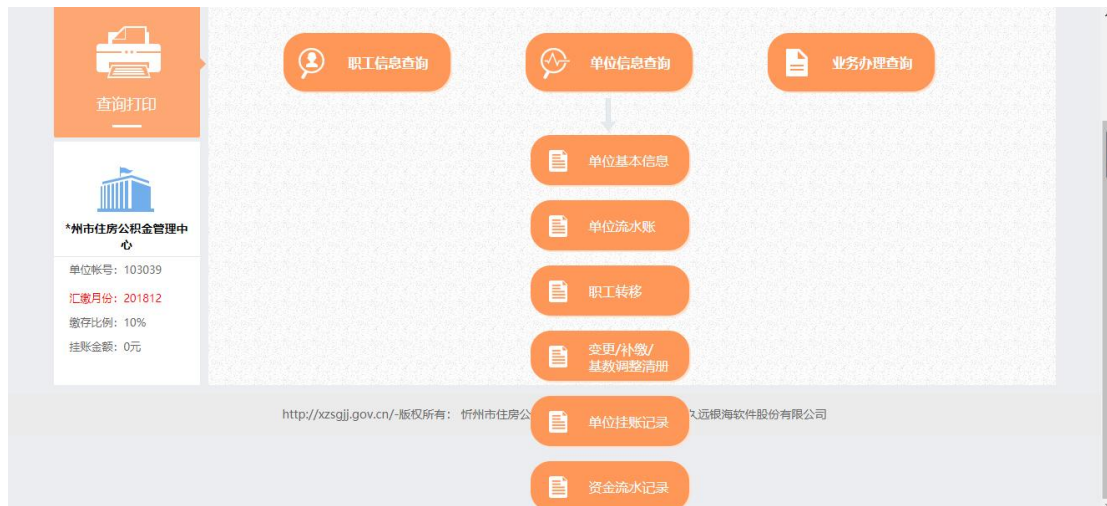 职工信息查询
单位信息查询
业务办理查询
查询打印
单位基本信息
*州市住房公积金管理中
心
单位流水账
单位帐号：103039
汇缴月份：201812
职工转移
缴存比例：10%
挂账金额：0元
变更/补缴/
基数调整清册
http://xzsgjj.gov.cn/-版权所有： 忻州市住房公
久远银海软件股份有限公司
单位挂账记录
资金流水记录